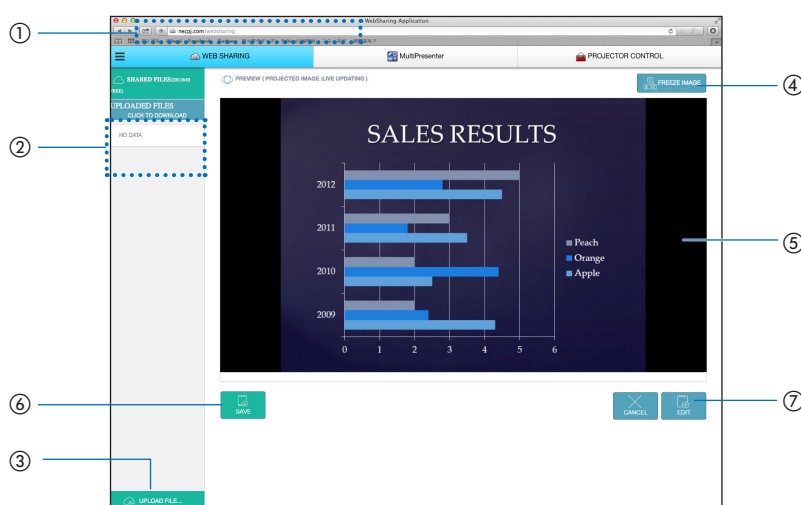 ①
WebSharing Application
necpj.com/websharing
WEB SHARING
MultiPresenter
PROJECTOR CONTROL
SHARED FILES
PREVIEW ( PROJECTED IMAGE (LIVE UPDATING )
FREEZE IMAGE
④
UPLOADED FILES
CLICK TO DOWNLOAD
②
NO DATA
SALES RESULTS
2012
2011
2010
2009
0 1 2 3 4 5 6
Peach
Orange
Apple
⑤
⑥
SAVE
CANCEL
EDIT
⑦
③
UPLOAD FILE...